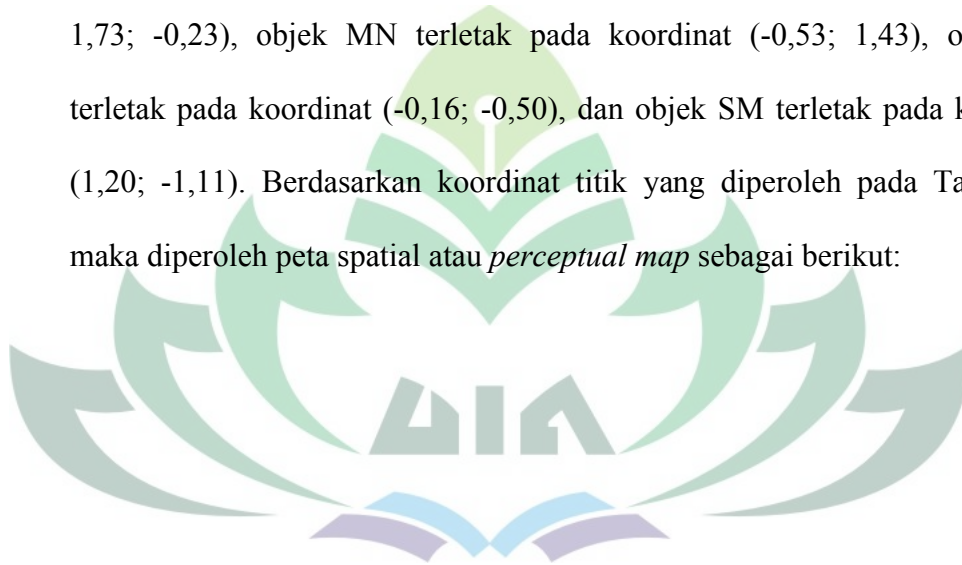 1,73; -0,23), objek MN terletak pada koordinat (-0,53; 1,43), o
terletak pada koordinat (-0,16; -0,50), dan objek SM terletak pada k
(1,20; -1,11). Berdasarkan koordinat titik yang diperoleh pada Ta
maka diperoleh peta spatial atau perceptual map sebagai berikut:
UIN